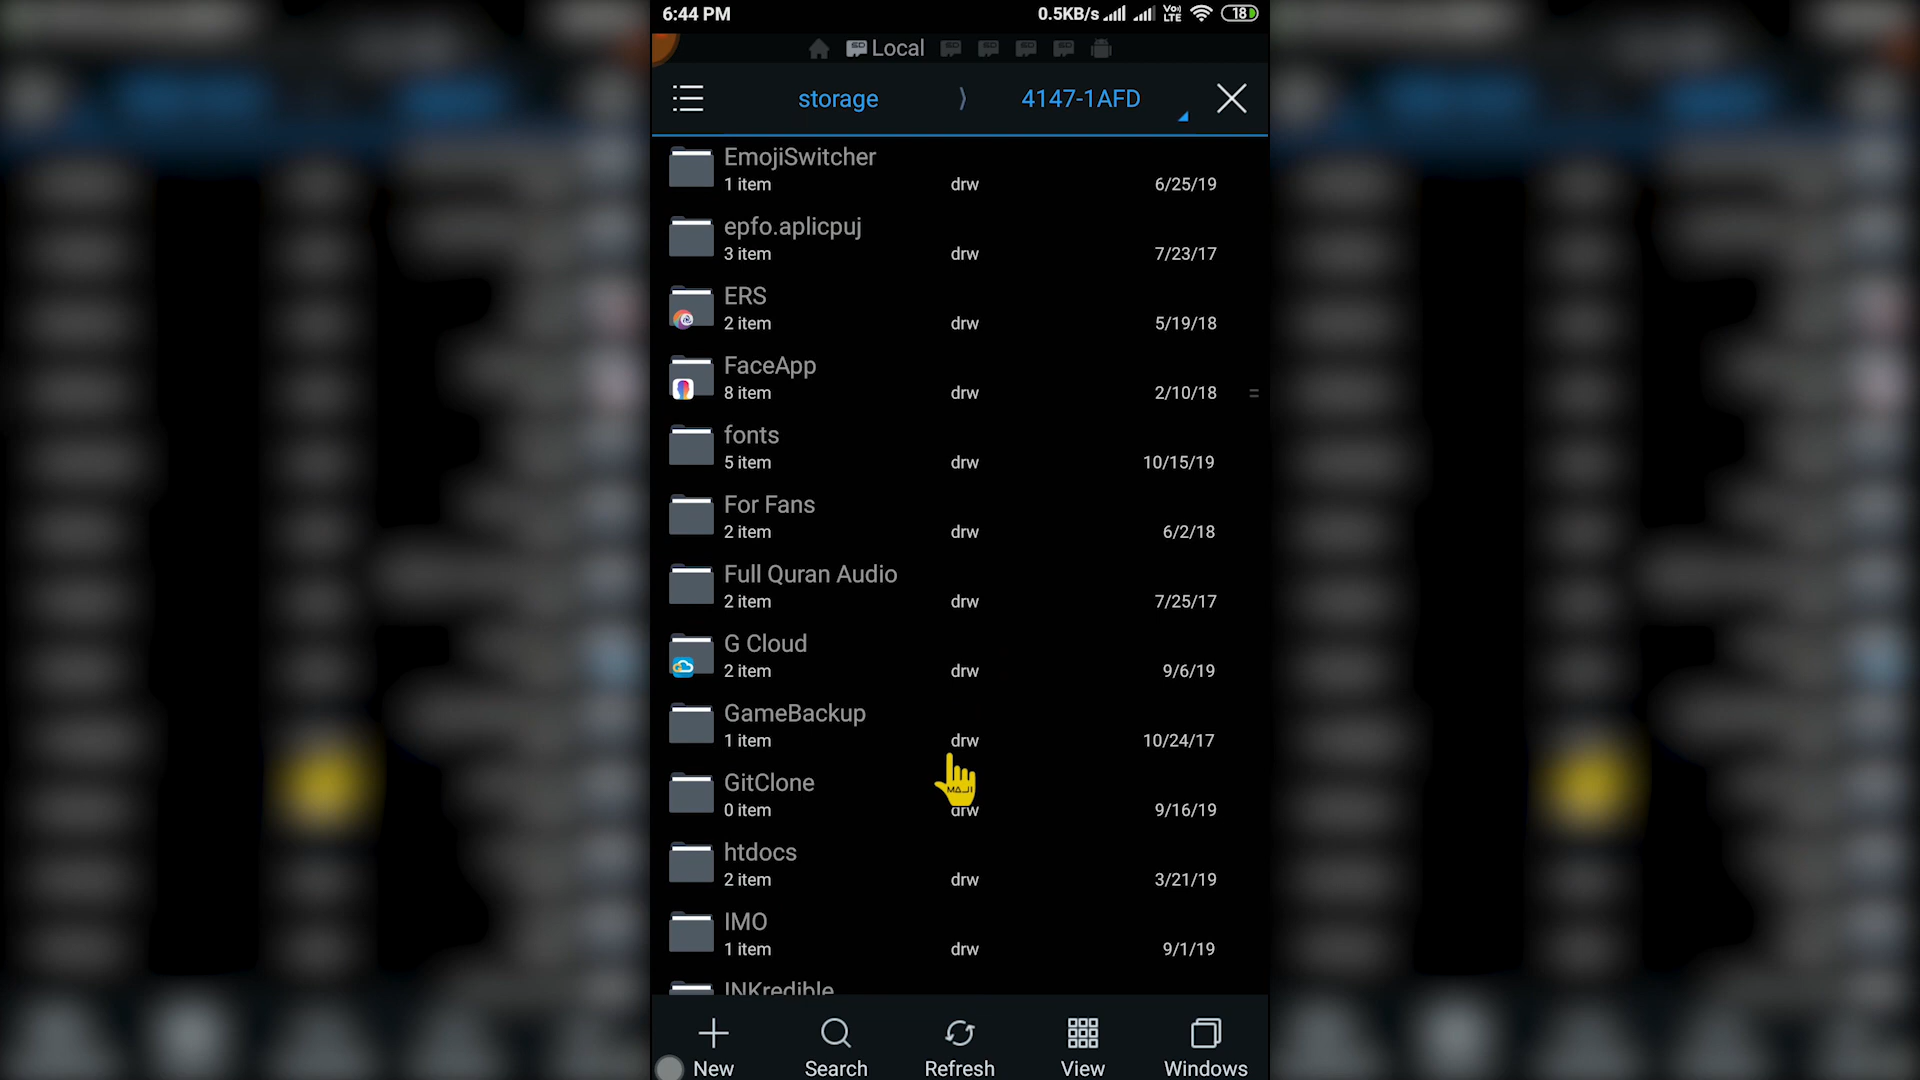 6:44 PM 0.5KB/s Vo) LTE 18
Local
storage 4147-1AFD
EmojiSwitcher
1 item drw 6/25/19
epfo.aplicpuj
3 item drw 7/23/17
ERS
2 item drw 5/19/18
FaceApp
8 item drw 2/10/18
fonts
5 item drw 10/15/19
For Fans
2 item drw 6/2/18
Full Quran Audio
2 item drw 7/25/17
G Cloud
2 item drw 9/6/19
GameBackup
1 item drw 10/24/17
GitClone
MAJI
0 item drw 9/16/19
htdocs
2 item drw 3/21/19
IMO
1 item drw 9/1/19
INKredible
New Search Refresh View Windows